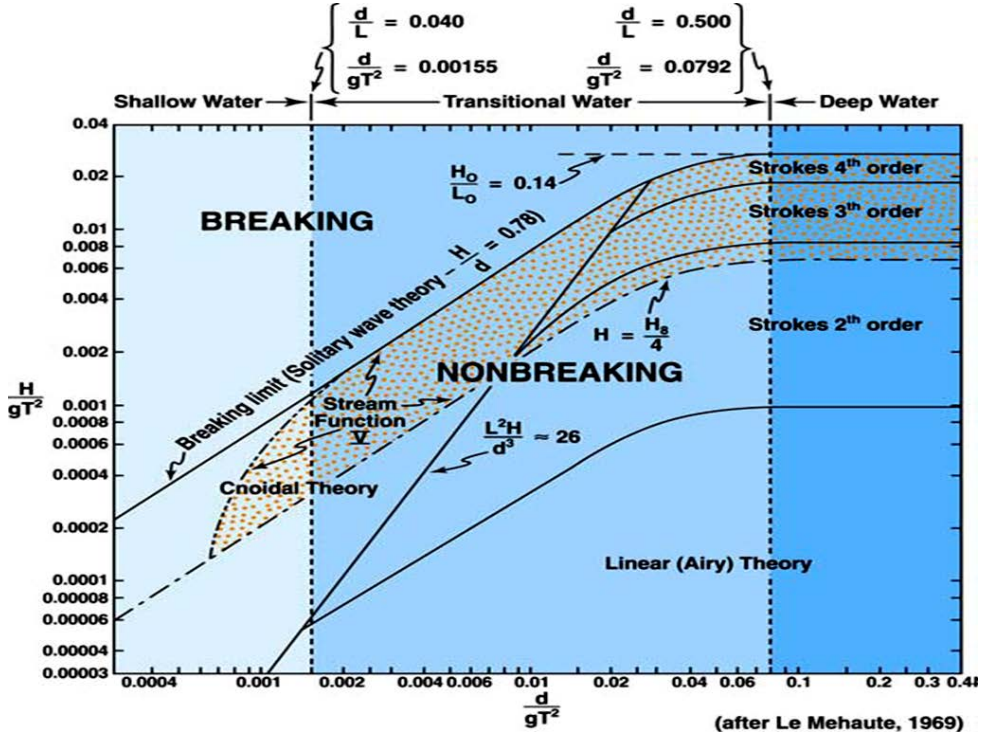 d/L = 0.040
d/gT² = 0.00155
d/L = 0.500
d/gT² = 0.0792
Shallow Water
Transitional Water
Deep Water
0.04
0.02
0.01
0.008
0.006
0.004
0.002
0.001
0.0008
0.0006
0.0004
0.0002
0.0001
0.00008
0.00006
0.00004
0.00003
H/gT²
BREAKING
H₀/L₀ = 0.14
Strokes 4th order
Strokes 3th order
Breaking limit (Solitary wave theory - H/d = 0.78)
H = H₈/4
Strokes 2th order
NONBREAKING
Stream
Function
V
L²H/d³ ≈ 26
Cnoidal Theory
Linear (Airy) Theory
0.0004
0.001
0.002
0.004
0.006
0.01
0.02
0.04
0.06
0.1
0.2
0.3
d/gT²
(after Le Mehaute, 1969)